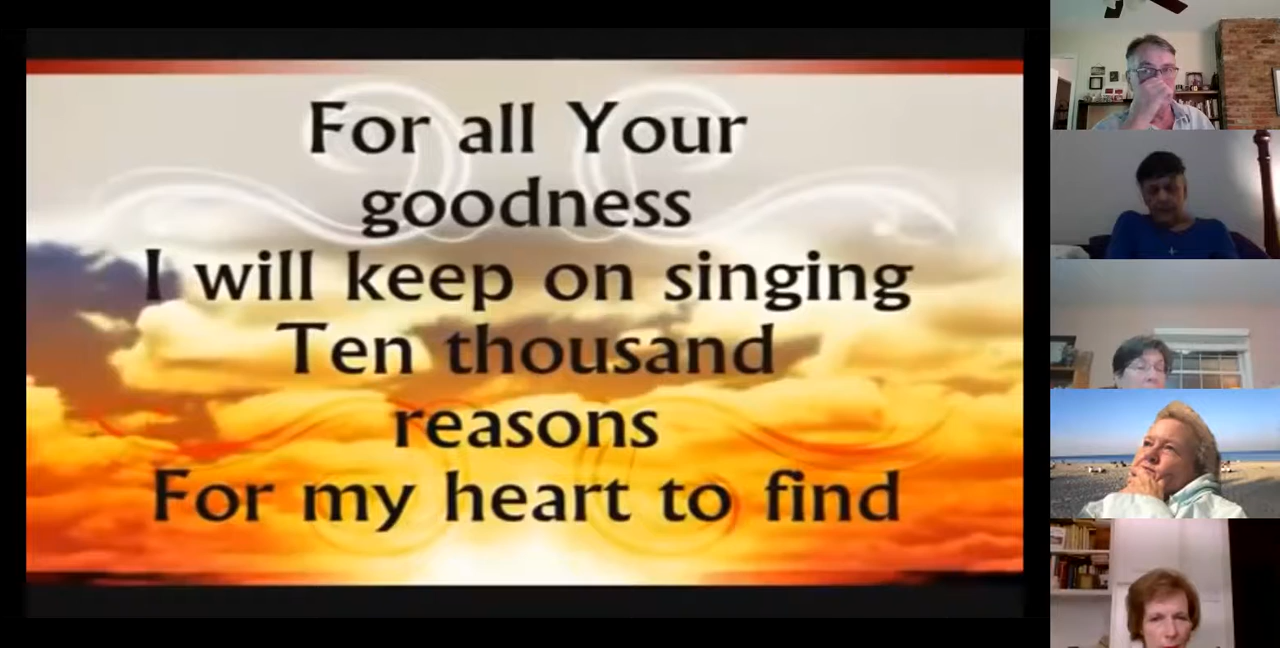 For all Your
goodness
I will keep on singing
Ten thousand
reasons
For my heart to find